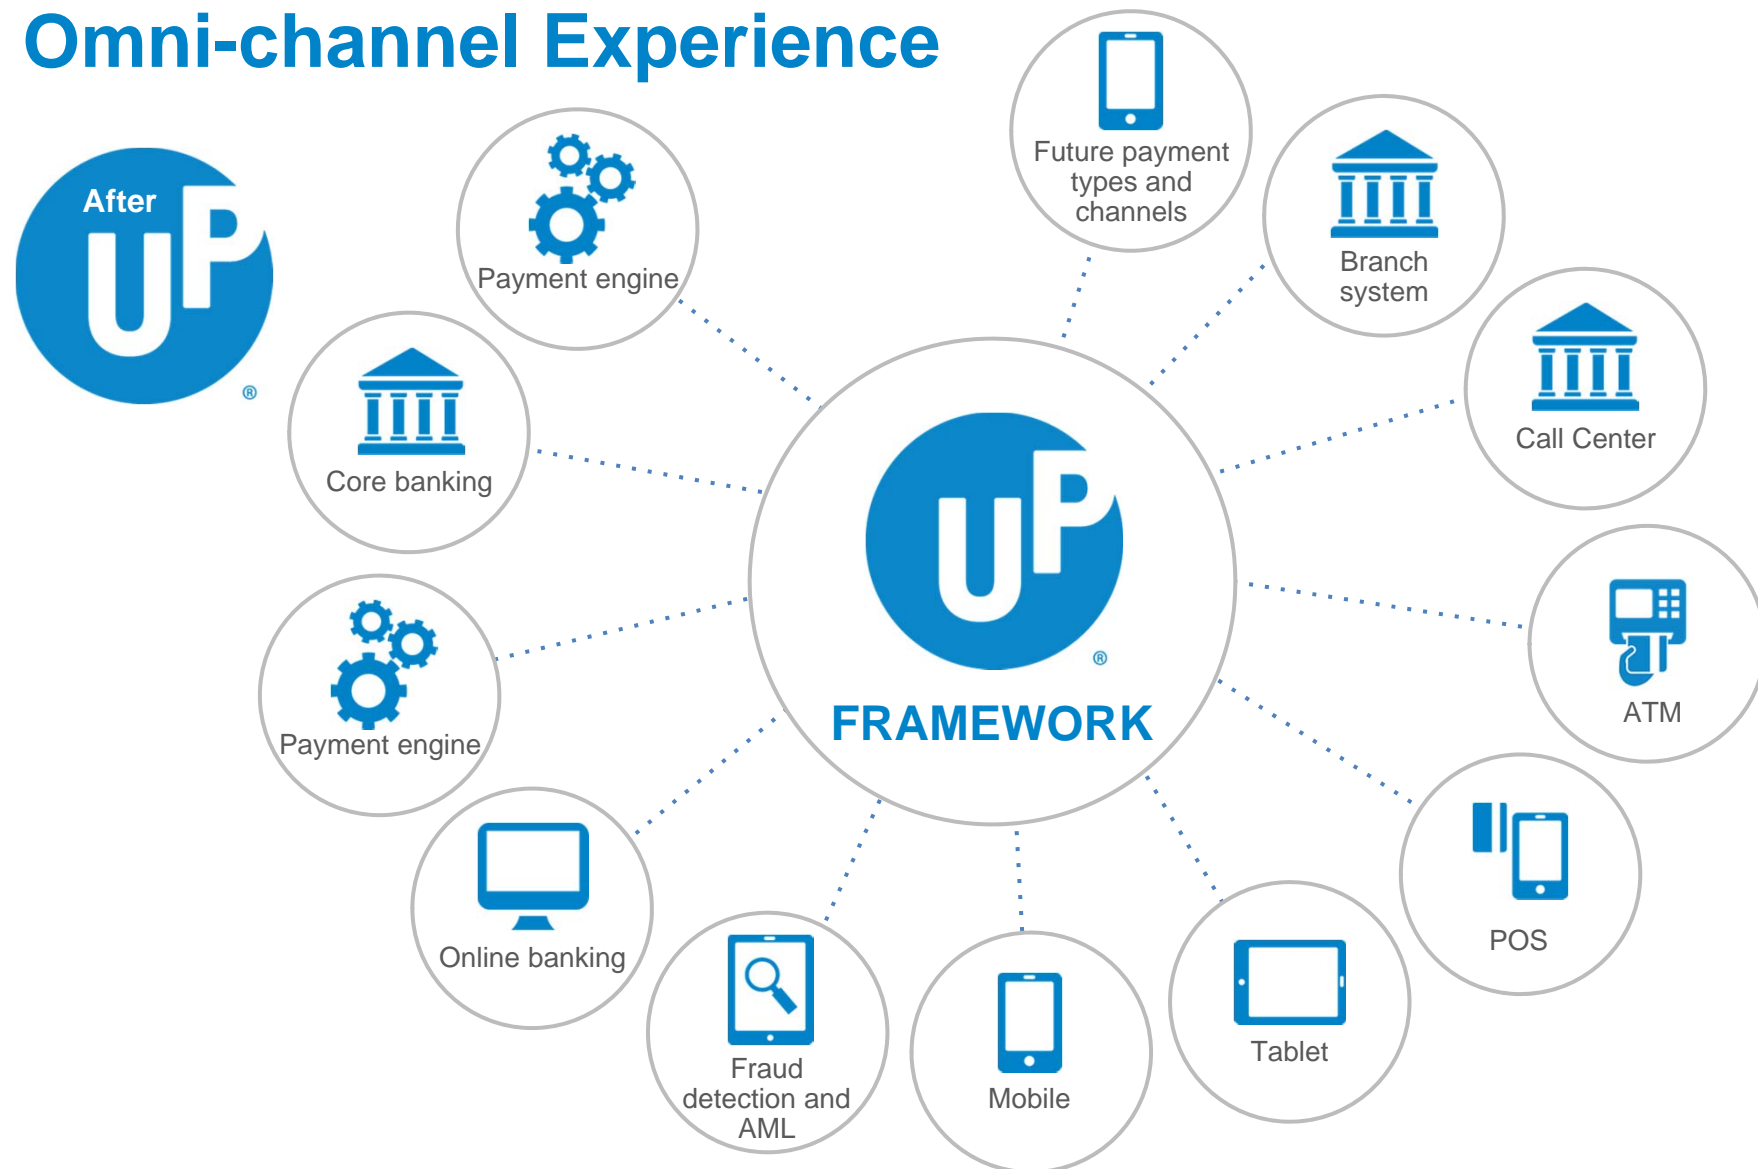 Omni-channel Experience
After
UP
®
Payment engine
Future payment
types and
channels
Branch
system
Core banking
Call Center
UP
®
FRAMEWORK
Payment engine
ATM
Online banking
POS
Fraud
detection and
AML
Mobile
Tablet